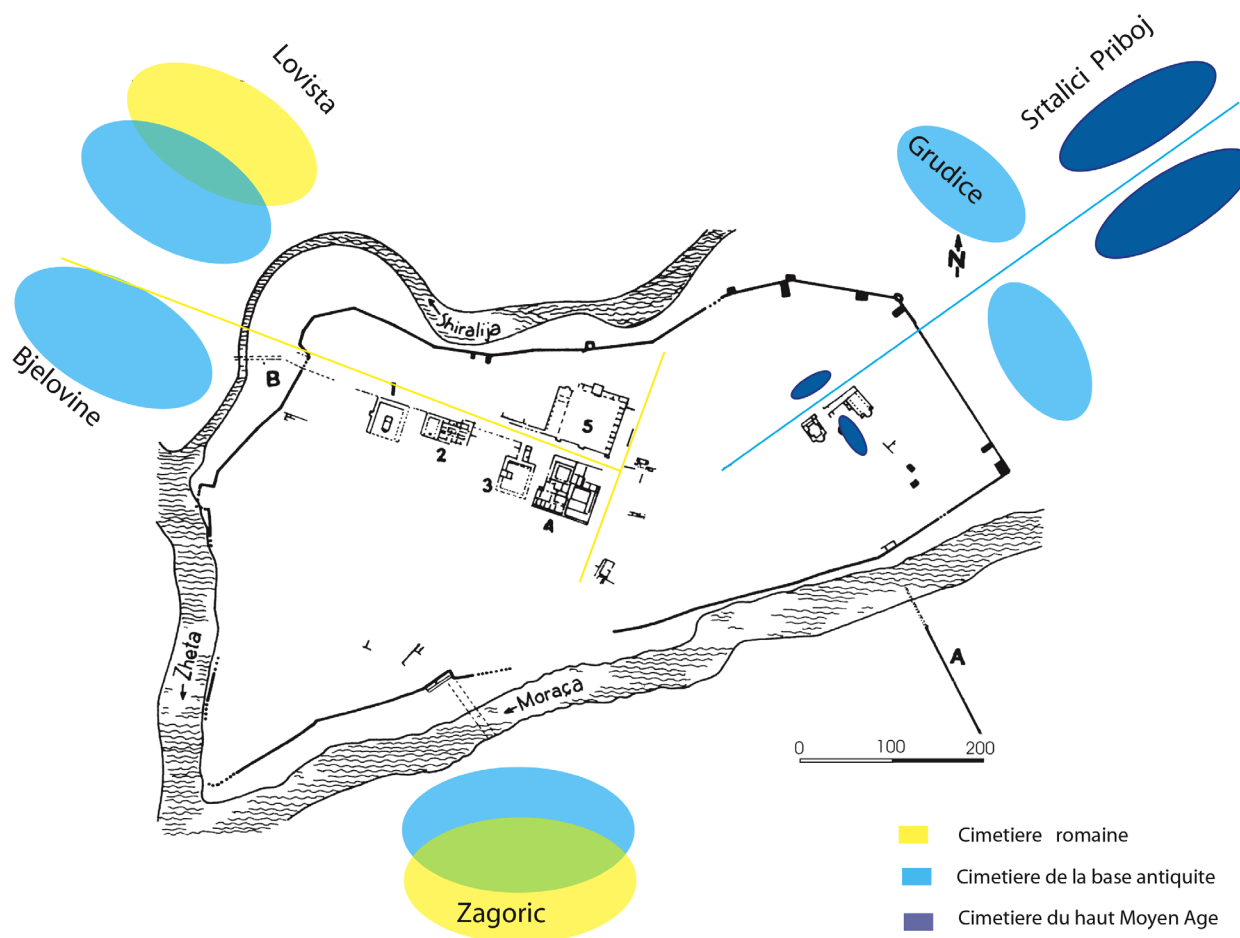 Lovista
Srtalici Priboj
Grudice
N
Shiralija
Bjelovine
B
1
2
3
5
A
Zheta
Moraça
A
0 100 200
Zagoric
Cimetiere romaine
Cimetiere de la base antiquite
Cimetiere du haut Moyen Age